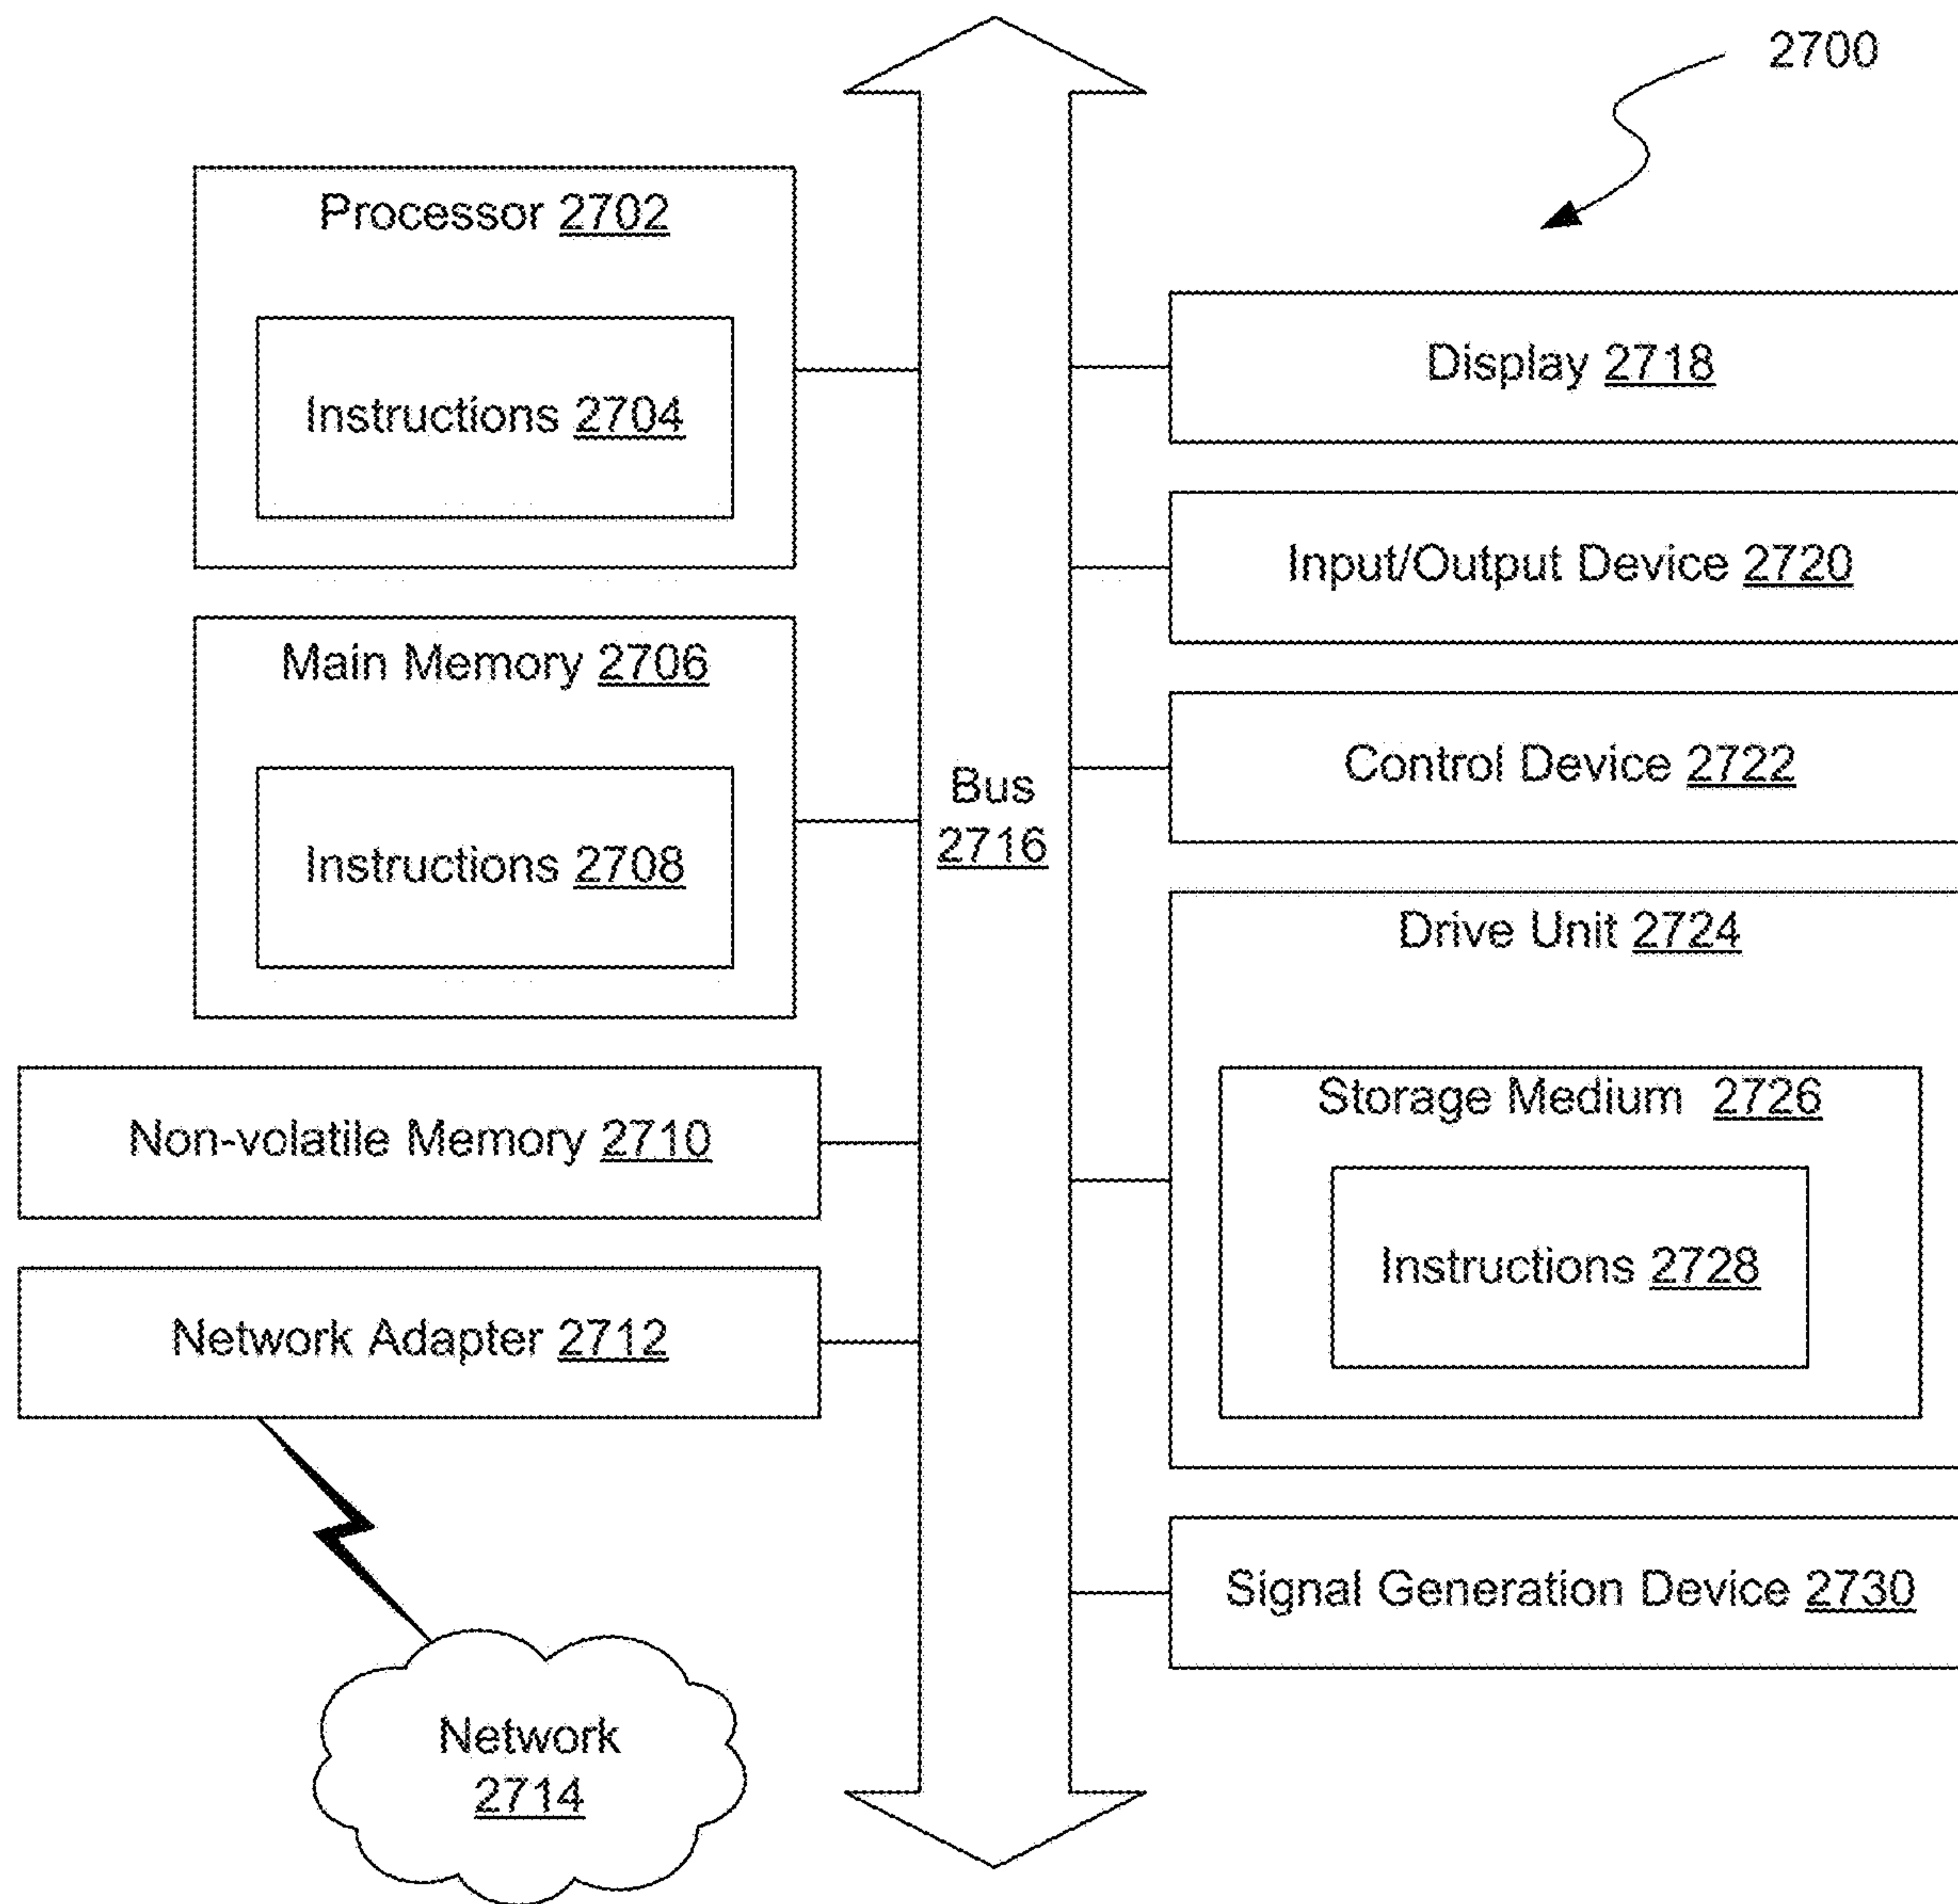 2700
Processor 2702
Instructions 2704
Main Memory 2706
Instructions 2708
Non-volatile Memory 2710
Network Adapter 2712
Network
2714
Bus
2716
Display 2718
Input/Output Device 2720
Control Device 2722
Drive Unit 2724
Storage Medium 2726
Instructions 2728
Signal Generation Device 2730